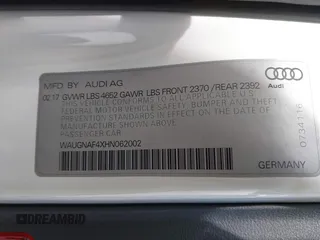 MFD. BY: AUDI AG
02.17 GVWR LBS 4652 GAWR LBS FRONT 2370 / REAR 2392
THIS VEHICLE CONFORMS TO ALL APPLICABLE
FEDERAL MOTOR VEHICLE SAFETY, BUMPER AND THEFT
PREVENTION STANDARDS IN EFFECT ON THE
DATE OF MANUFACTURE SHOWN ABOVE
PASSENGER CAR
WAUGNAF4XHN062002
GERMANY
Audi
0734116
DREAMBID